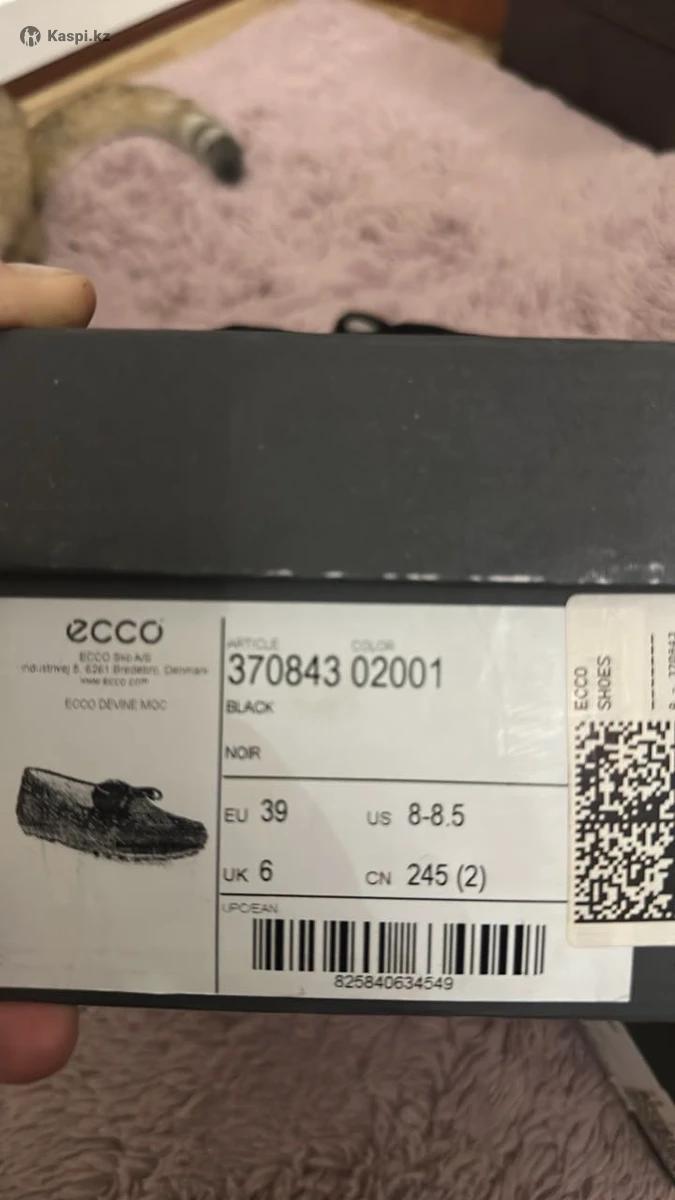 Kaspi.kz
ecco
ECCO Sko A/S
Industrivej 5, 6261 Bredebro, Denmark
www.ecco.com
ECCO DEVINE MOC
ARTICLE COLOR
370843 02001
BLACK
NOIR
EU 39 US 8-8.5
UK 6 CN 245 (2)
UPC/EAN
825840634549
ECCO
SHOES